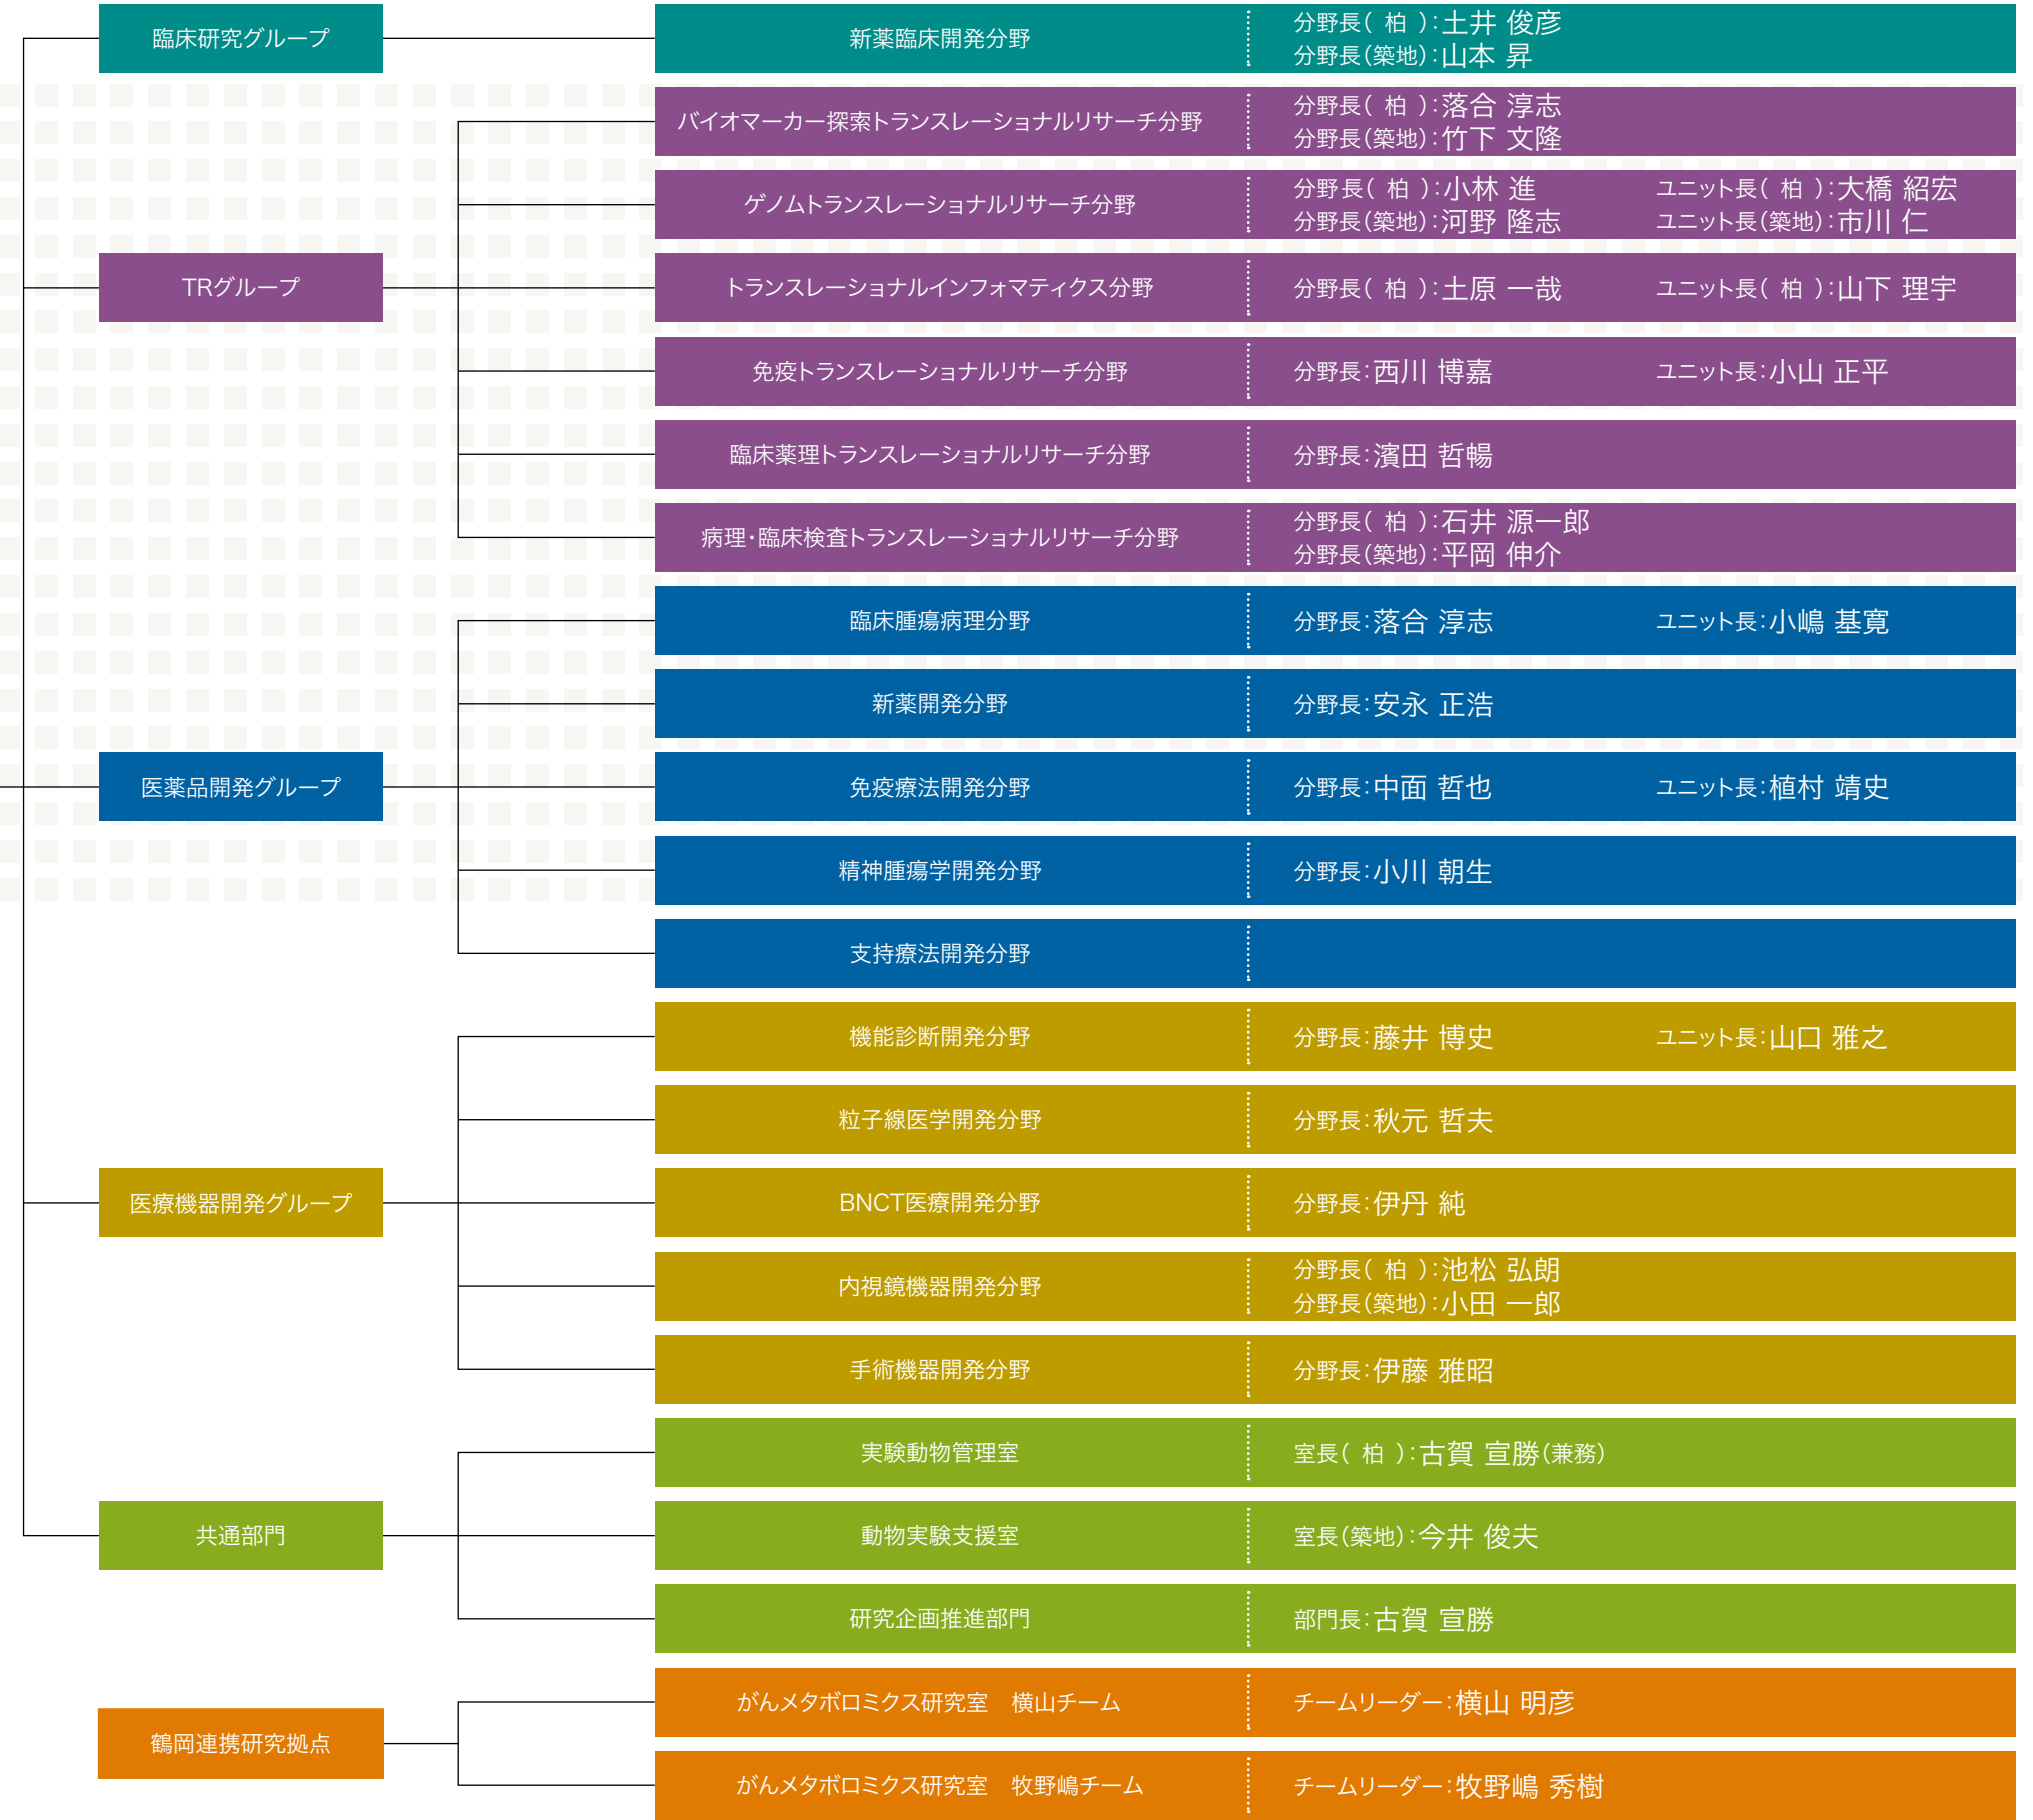 臨床研究グループ
新薬臨床開発分野
分野長（ 柏 ）：土井 俊彦
分野長（築地）：山本 昇
TRグループ
バイオマーカー探索トランスレーショナルリサーチ分野
分野長（ 柏 ）：落合 淳志
分野長（築地）：竹下 文隆
ゲノムトランスレーショナルリサーチ分野
分野長（ 柏 ）：小林 進 ユニット長（ 柏 ）：大橋 紹宏
分野長（築地）：河野 隆志 ユニット長（築地）：市川 仁
トランスレーショナルインフォマティクス分野
分野長（ 柏 ）：土原 一哉 ユニット長（ 柏 ）：山下 理宇
免疫トランスレーショナルリサーチ分野
分野長：西川 博嘉 ユニット長：小山 正平
臨床薬理トランスレーショナルリサーチ分野
分野長：濱田 哲暢
病理・臨床検査トランスレーショナルリサーチ分野
分野長（ 柏 ）：石井 源一郎
分野長（築地）：平岡 伸介
医薬品開発グループ
臨床腫瘍病理分野
分野長：落合 淳志 ユニット長：小嶋 基寛
新薬開発分野
分野長：安永 正浩
免疫療法開発分野
分野長：中面 哲也 ユニット長：植村 靖史
精神腫瘍学開発分野
分野長：小川 朝生
支持療法開発分野
医療機器開発グループ
機能診断開発分野
分野長：藤井 博史 ユニット長：山口 雅之
粒子線医学開発分野
分野長：秋元 哲夫
BNCT医療開発分野
分野長：伊丹 純
内視鏡機器開発分野
分野長（ 柏 ）：池松 弘朗
分野長（築地）：小田 一郎
手術機器開発分野
分野長：伊藤 雅昭
共通部門
実験動物管理室
室長（ 柏 ）：古賀 宣勝（兼務）
動物実験支援室
室長（築地）：今井 俊夫
研究企画推進部門
部門長：古賀 宣勝
鶴岡連携研究拠点
がんメタボロミクス研究室　横山チーム
チームリーダー：横山 明彦
がんメタボロミクス研究室　牧野嶋チーム
チームリーダー：牧野嶋 秀樹